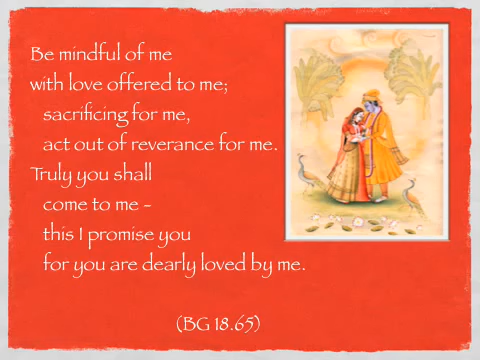 Be mindful of me
with love offered to me;
sacrificing for me,
act out of reverance for me.
Truly you shall
come to me -
this I promise you
for you are dearly loved by me.
(BG 18.65)